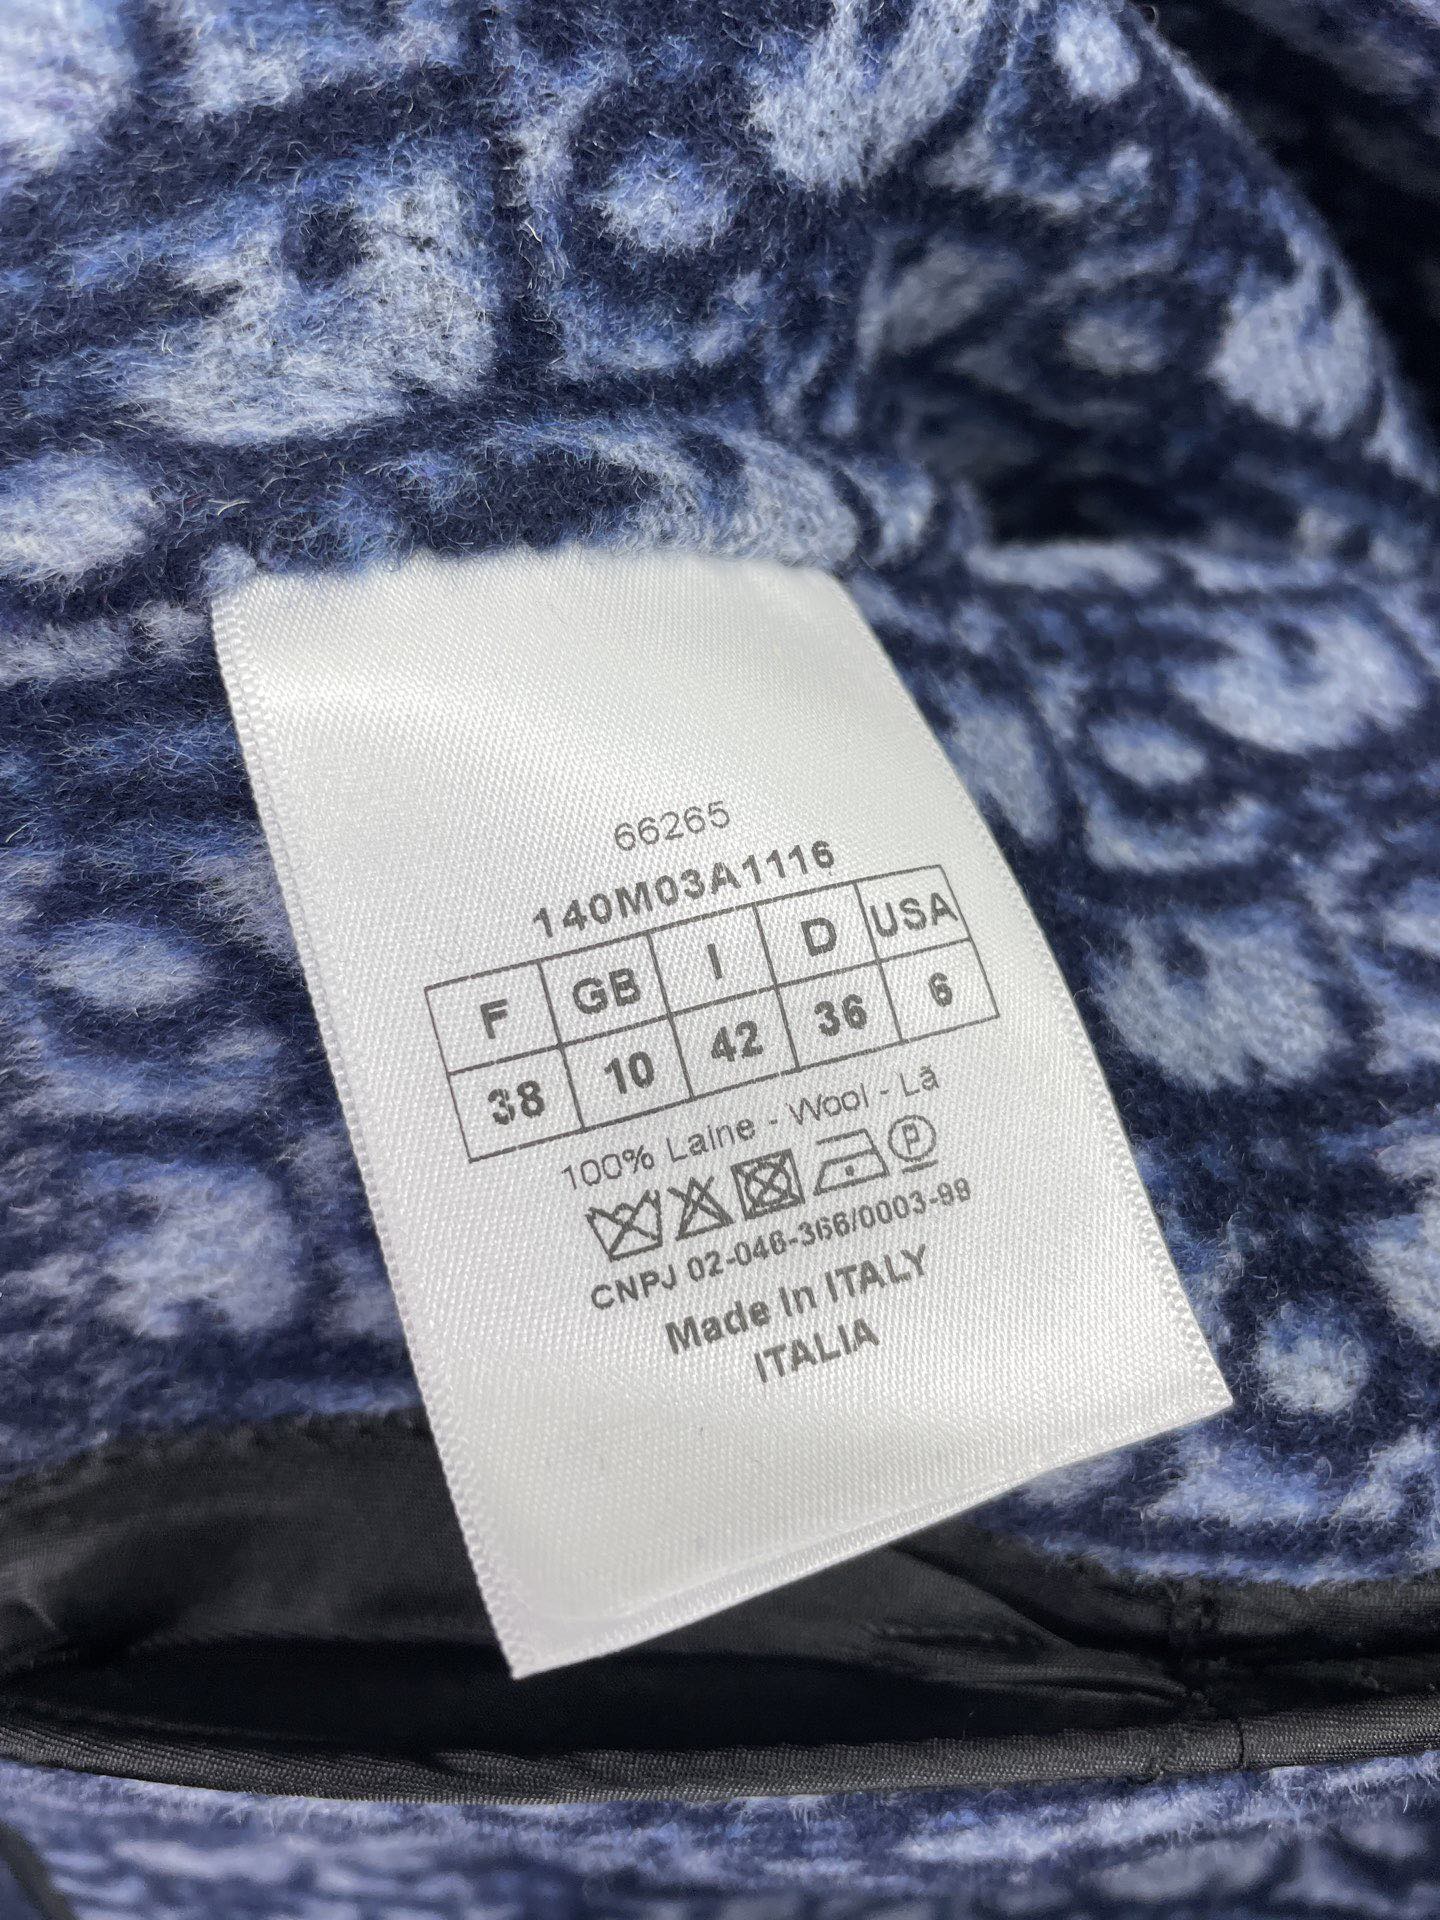 66265
140M03A1116
F GB I D USA
38 10 42 36 6
100% Laine - Wool - Lã
P
CNPJ 02-046-366/0003-99
Made In ITALY
ITALIA